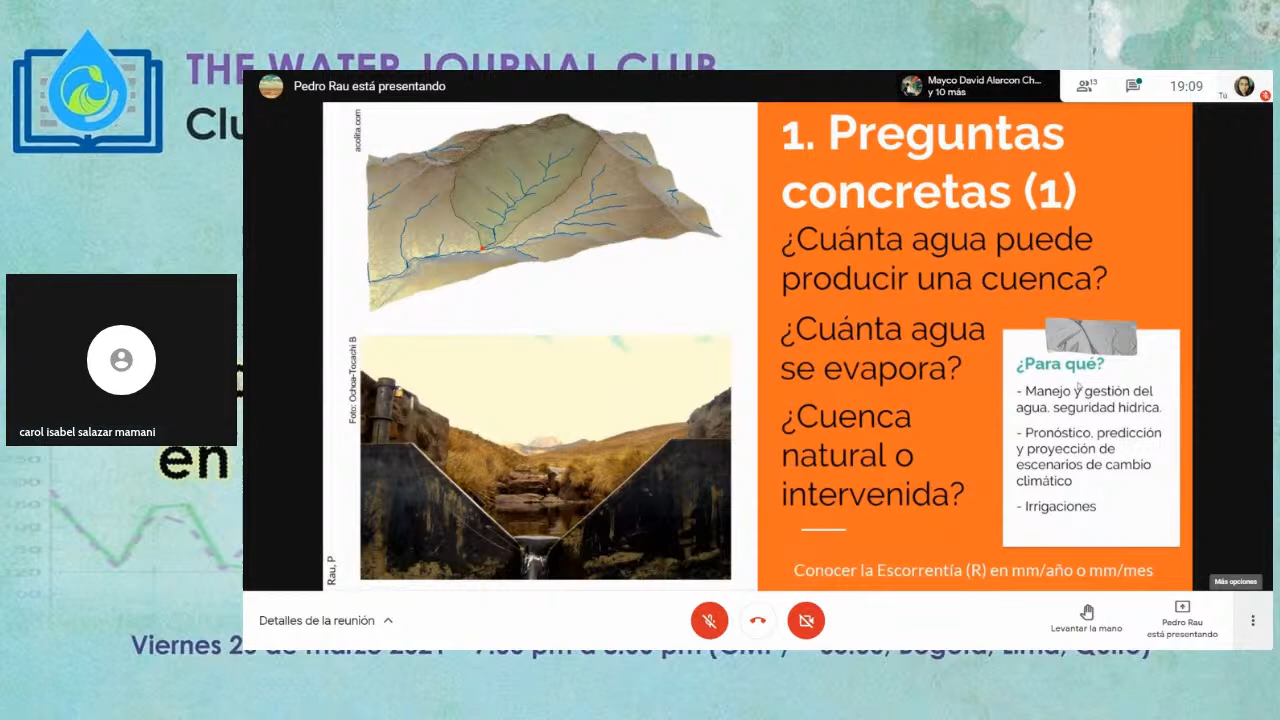 THE WATER JOURNAL CLUB
Pedro Rau está presentando
Mayco David Alarcon Ch...
y 10 más
13
19:09
Tú
acolita.com
1. Preguntas
concretas (1)
¿Cuánta agua puede
producir una cuenca?
¿Cuánta agua
se evapora?
¿Cuenca
natural o
intervenida?
¿Para qué?
- Manejo y gestión del
agua. seguridad hídrica.
- Pronóstico, predicción
y proyección de
escenarios de cambio
climático
- Irrigaciones
Foto: Ochoa-Tocachi B
Rau, P
Conocer la Escorrentía (R) en mm/año o mm/mes
carol isabel salazar mamani
en
Más opciones
Detalles de la reunión
Levantar la mano
Pedro Rau
está presentando
Viernes